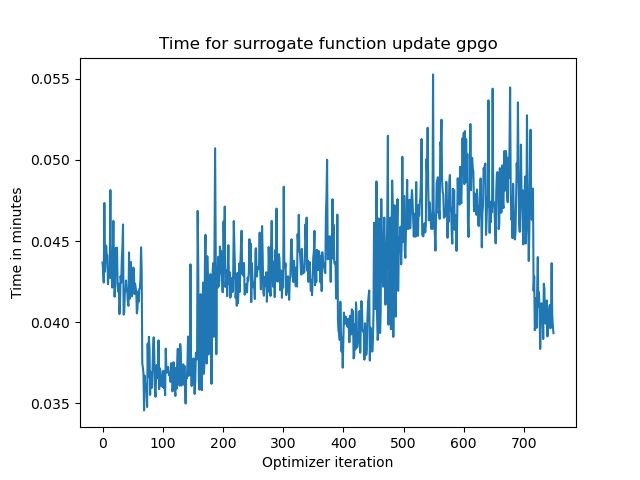 Time for surrogate function update gpgo
0.055
0.050
0.045
0.040
0.035
Time in minutes
0 100 200 300 400 500 600 700
Optimizer iteration